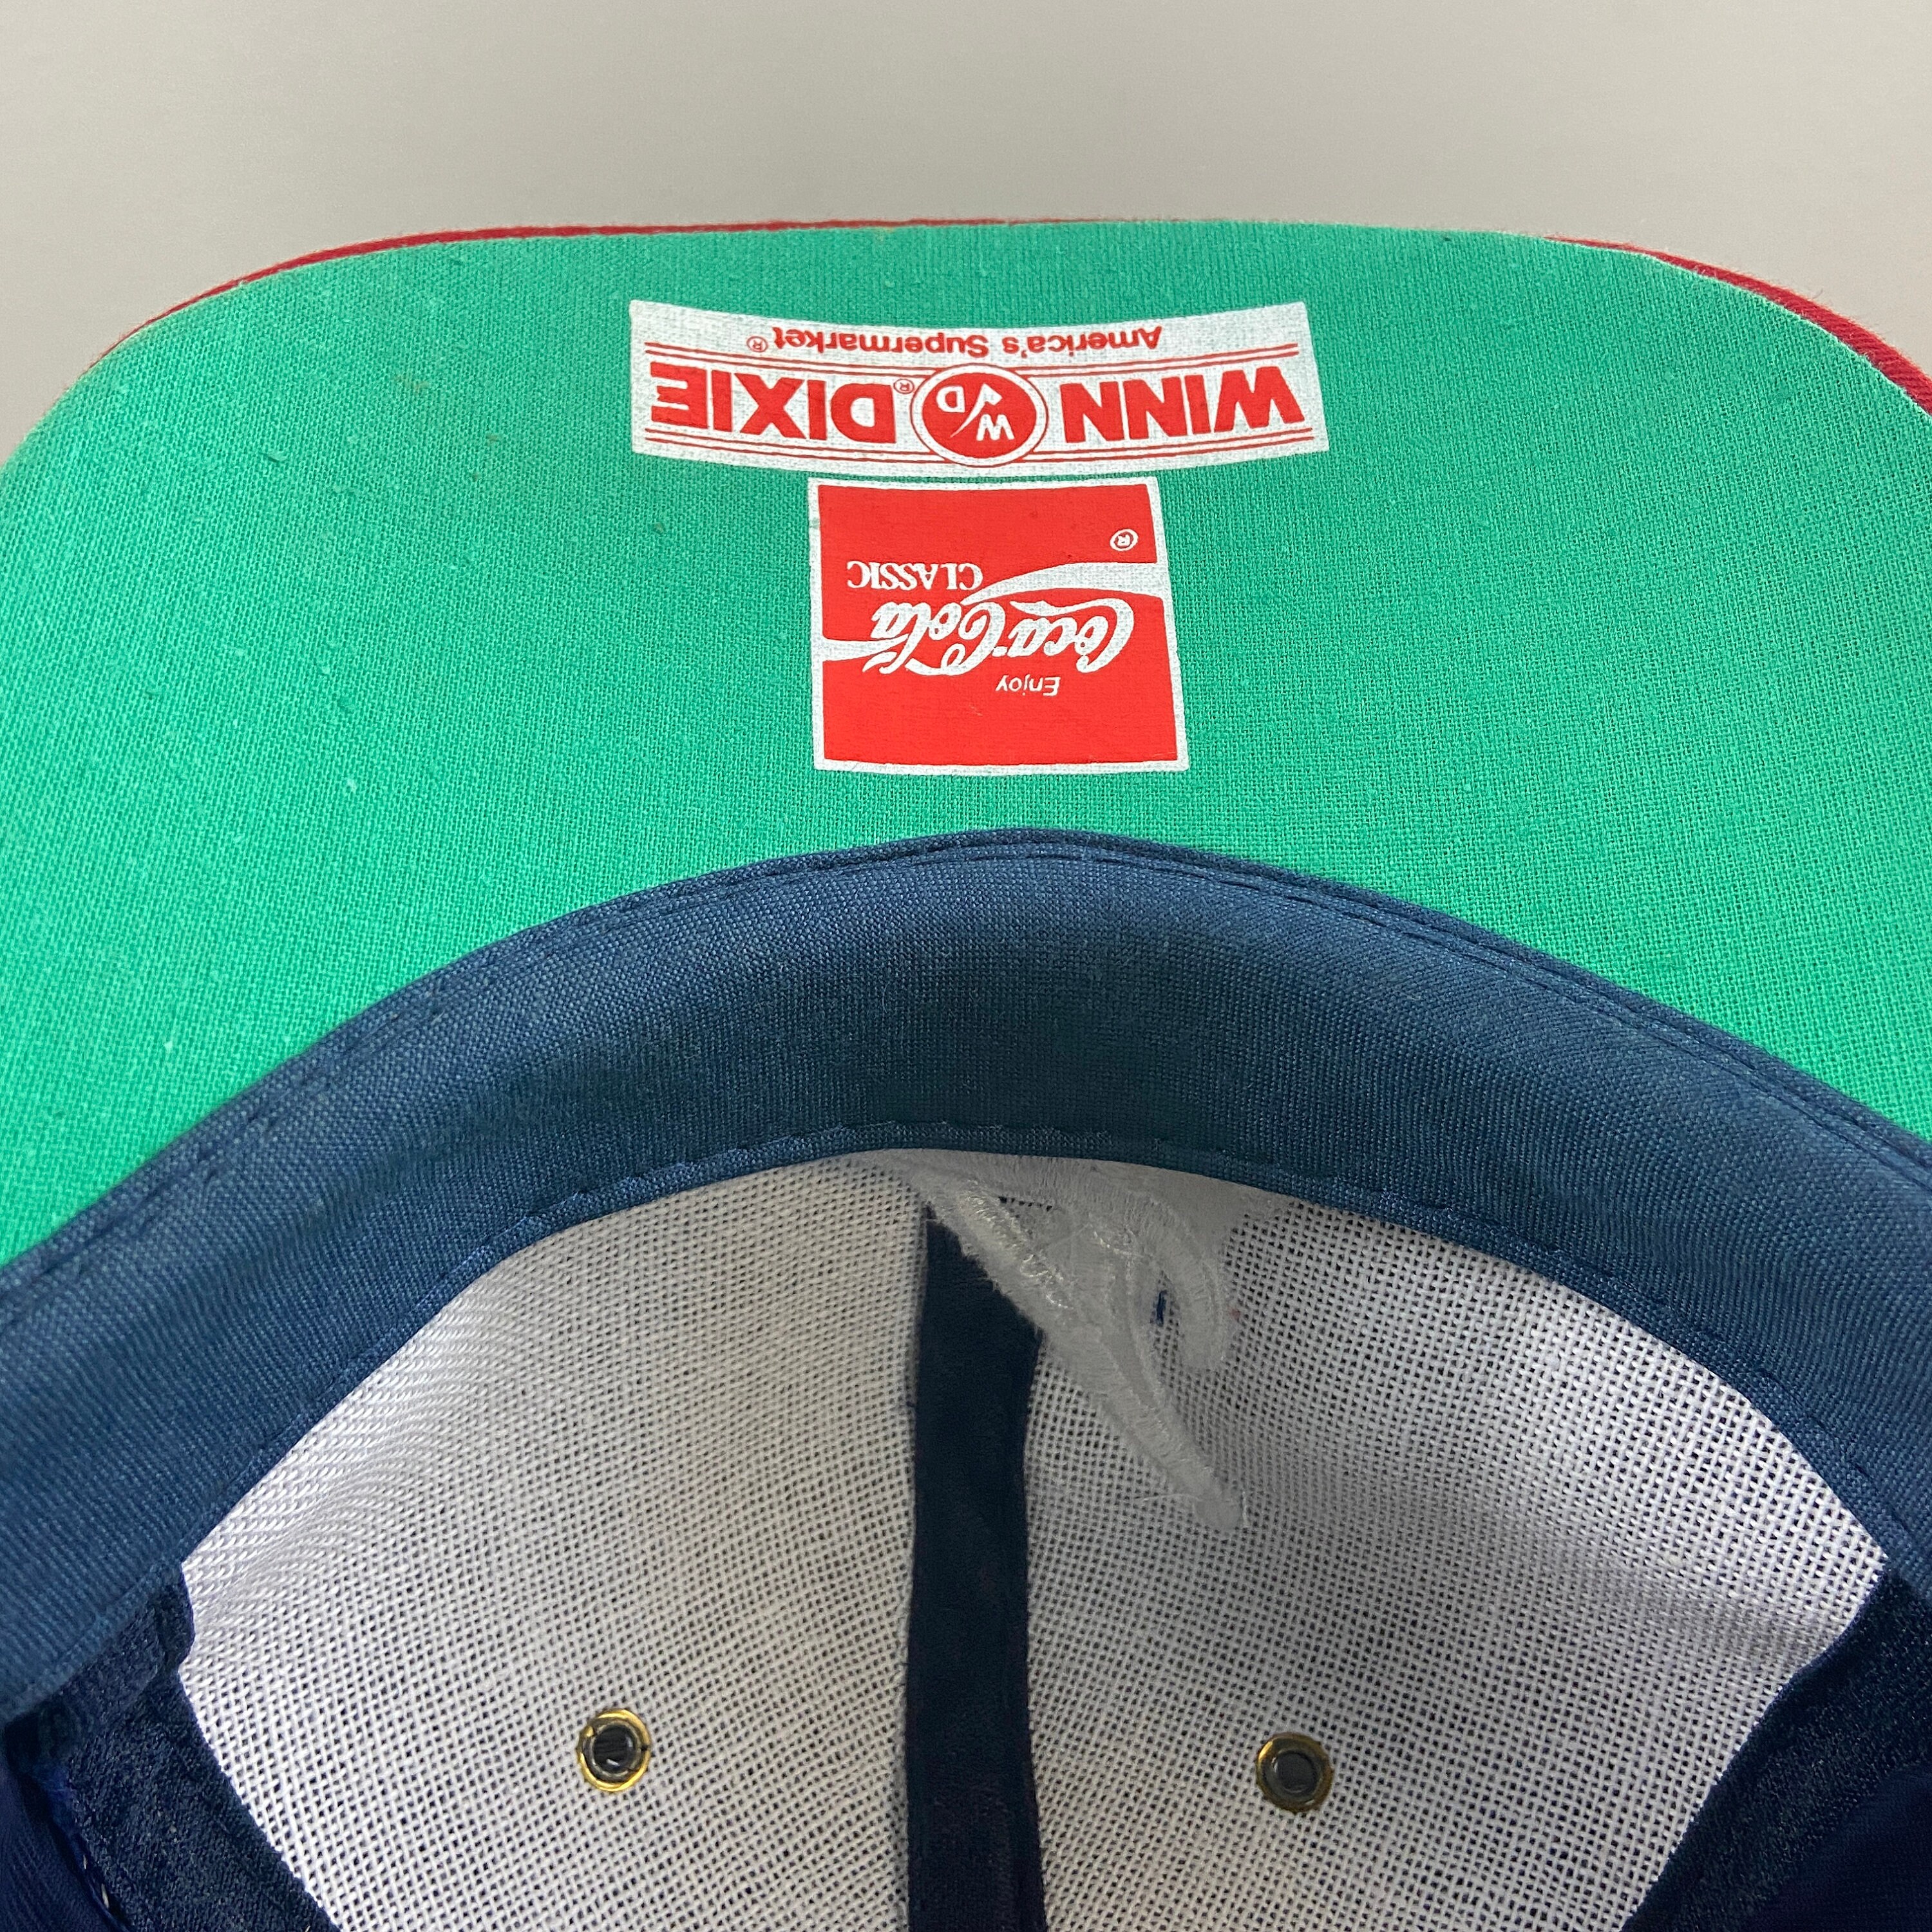 Enjoy
Coca-Cola
CLASSIC
®
WINN W/D DIXIE®
America's Supermarket®